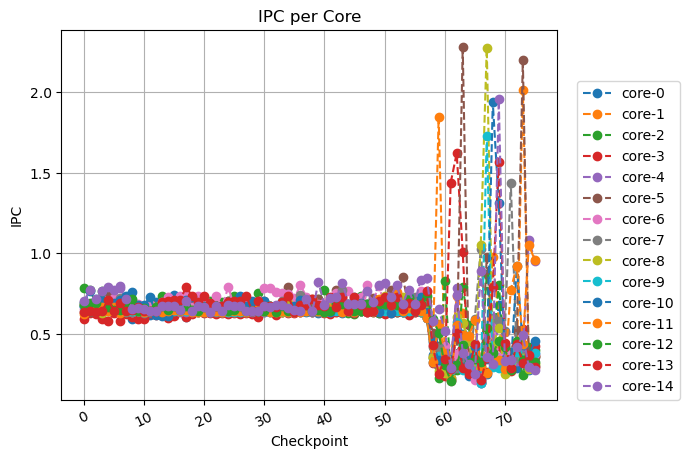 IPC per Core
2.0
1.5
1.0
0.5
IPC
0
10
20
30
40
50
60
70
Checkpoint
core-0
core-1
core-2
core-3
core-4
core-5
core-6
core-7
core-8
core-9
core-10
core-11
core-12
core-13
core-14